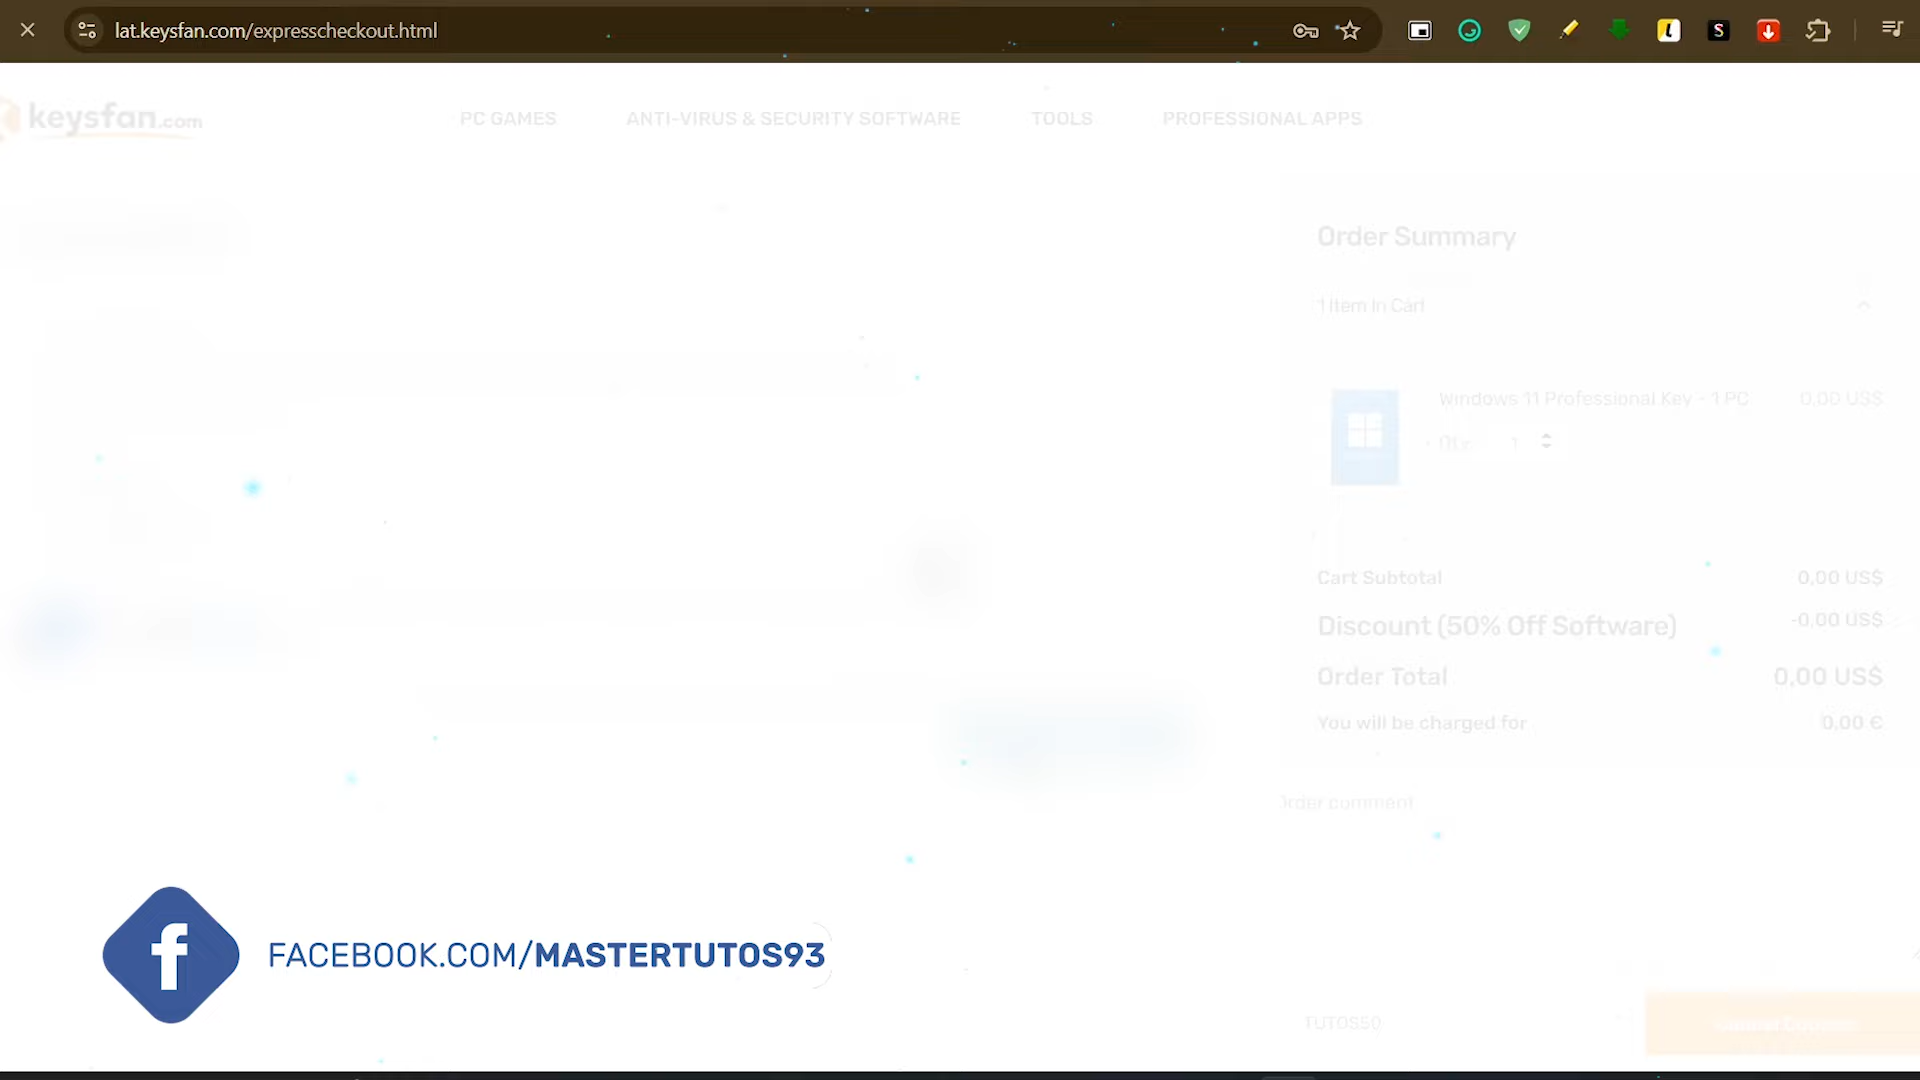 lat.keysfan.com/expresscheckout.html
keysfan.com
PC GAMES
ANTI-VIRUS & SECURITY SOFTWARE
TOOLS
PROFESSIONAL APPS
Order Summary
1 Item In Cart
Windows 11 Professional Key - 1 PC
0,00 US$
Qty: 1
Cart Subtotal
0,00 US$
Discount (50% Off Software)
-0,00 US$
Order Total
0,00 US$
You will be charged for
0.00 €
Order comment
FACEBOOK.COM/MASTERTUTOS93
TUTOS50